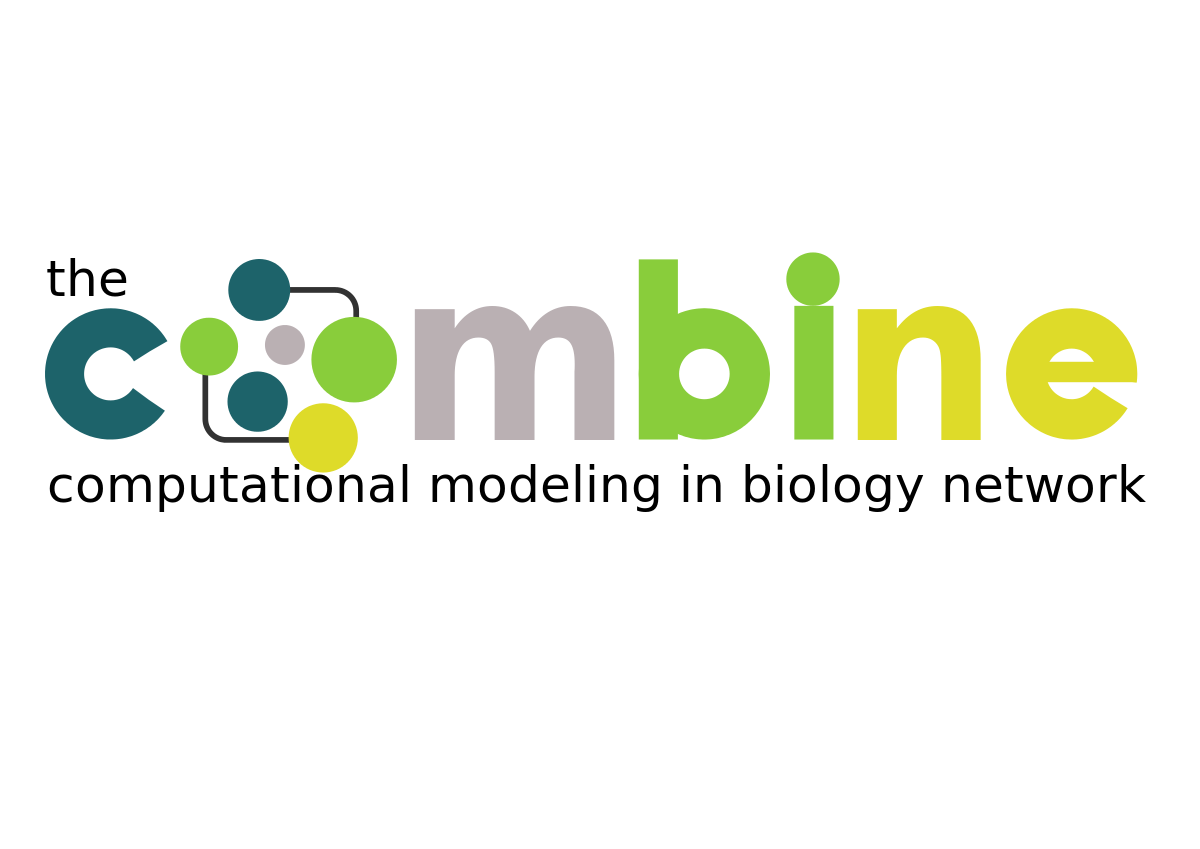 the
combine
computational modeling in biology network